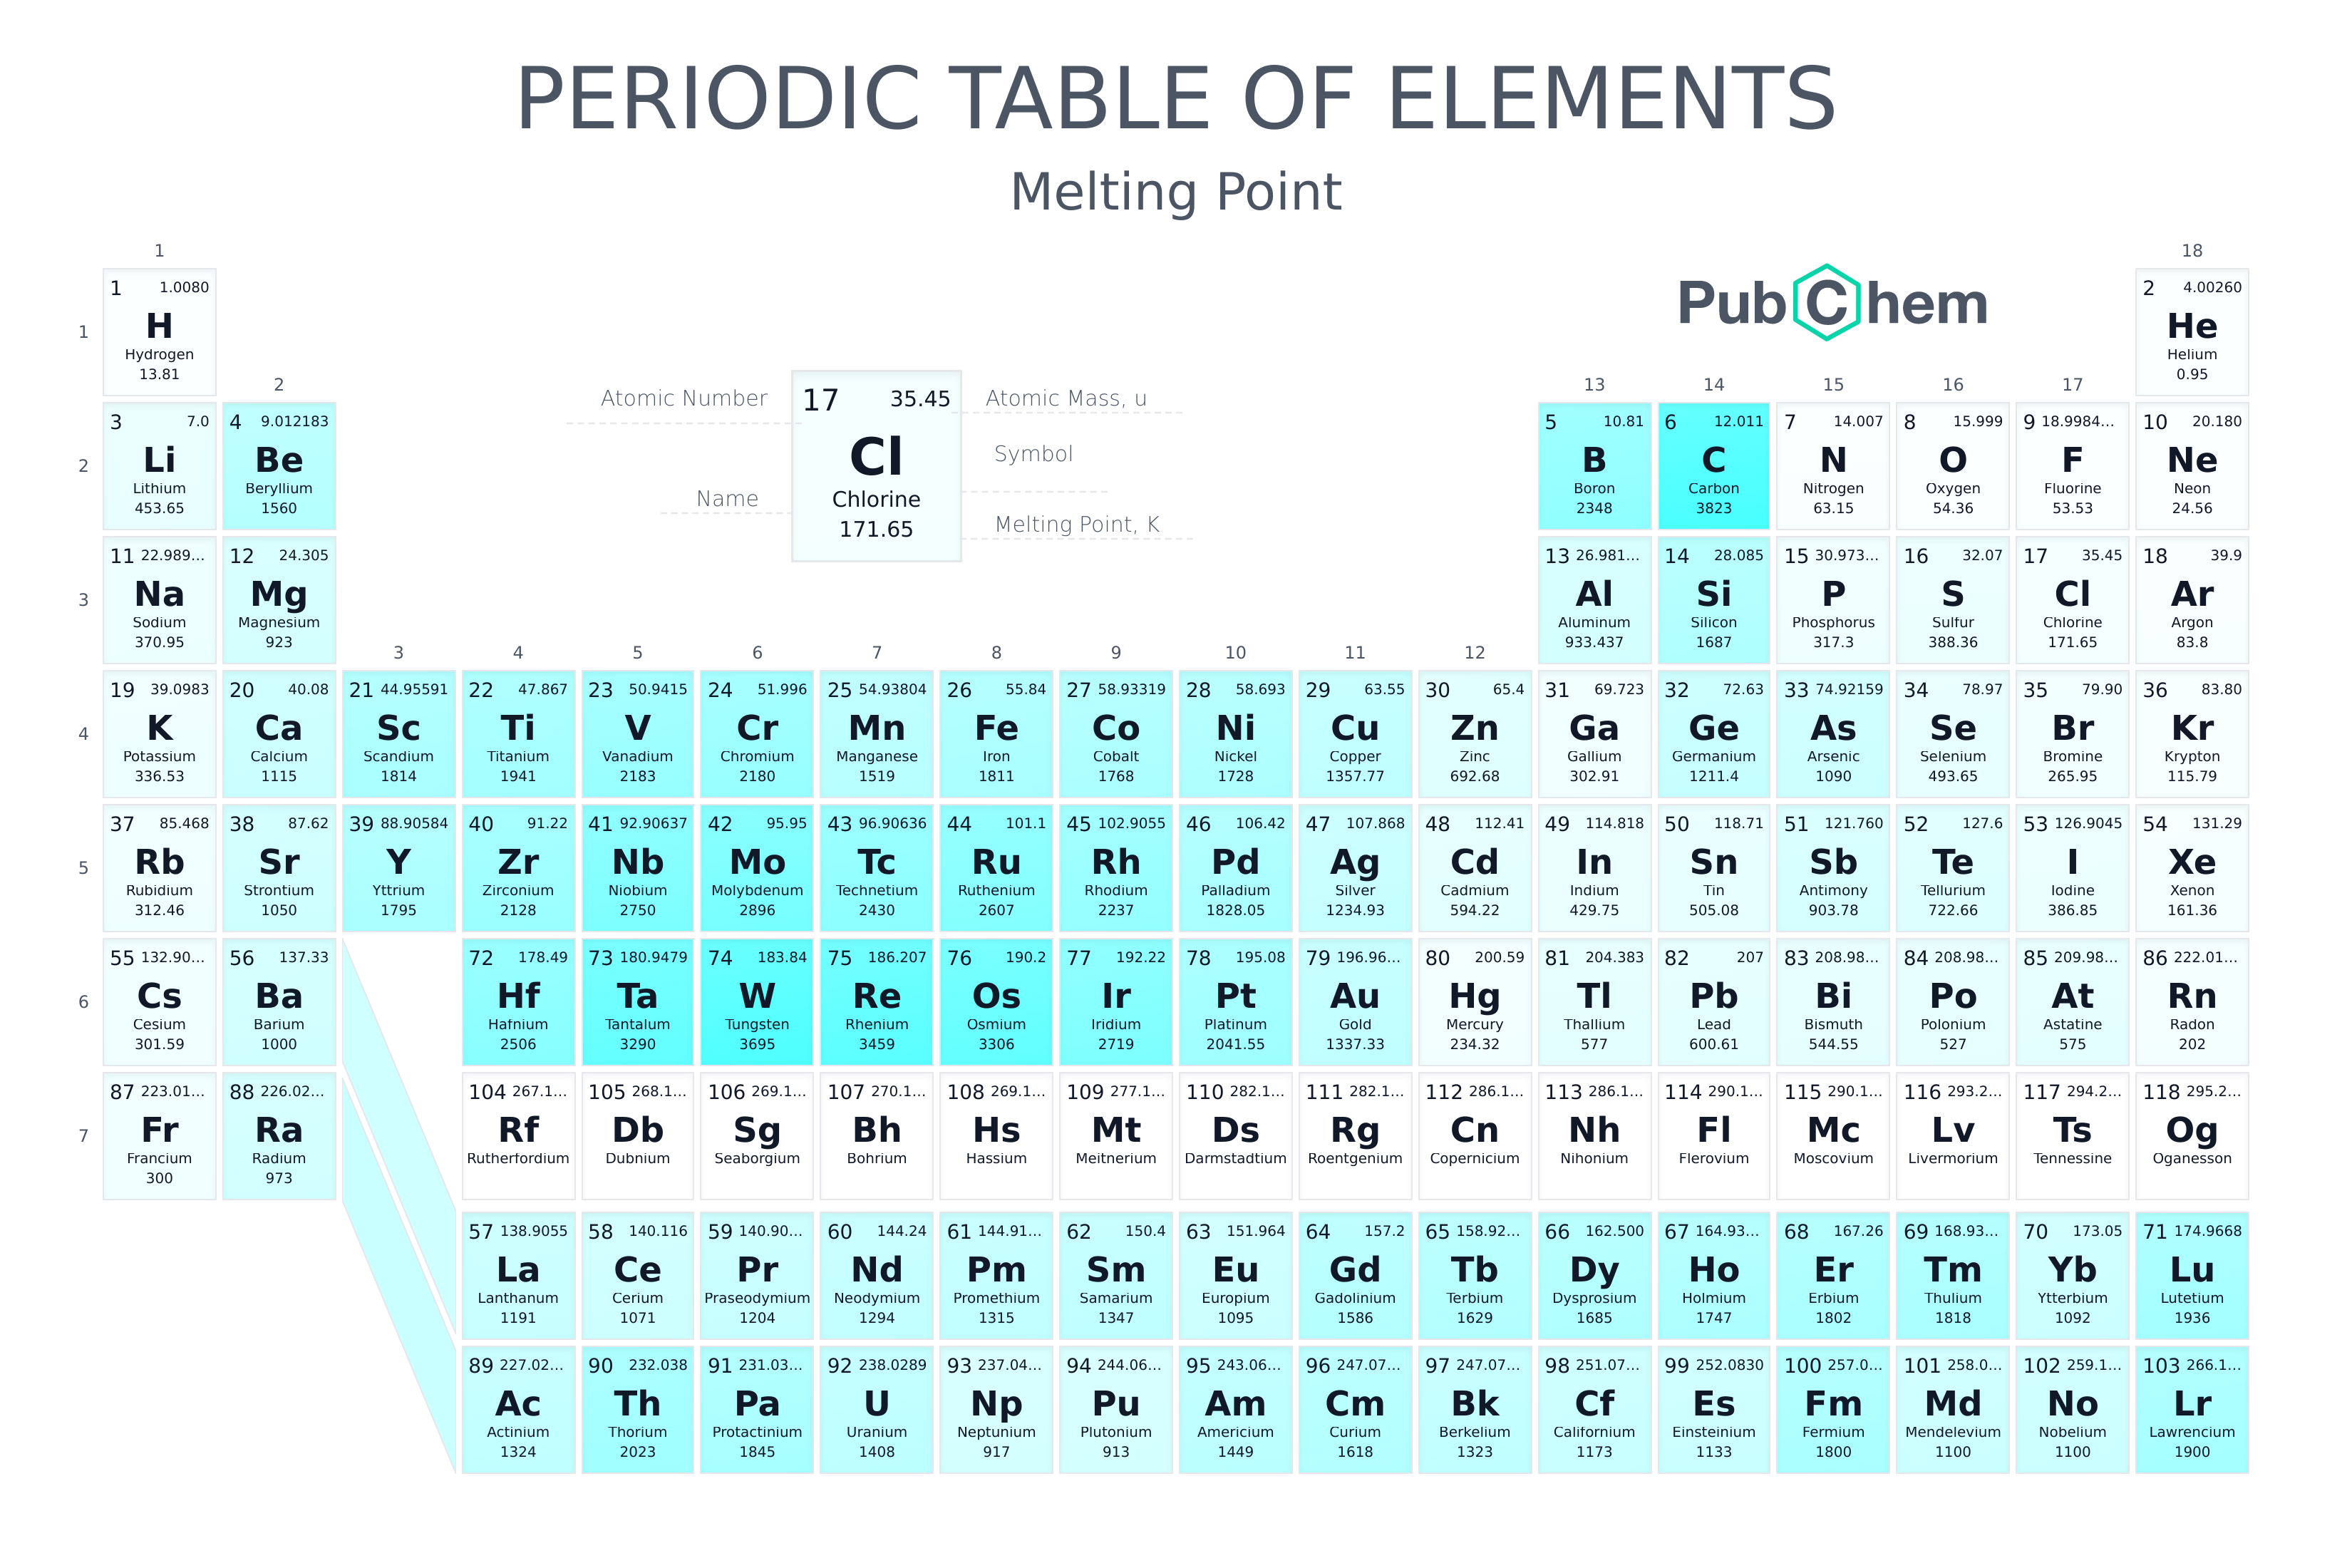 PERIODIC TABLE OF ELEMENTS
Melting Point
1 18
PubChem
1 1.0080 2 4.00260
H He
1
Hydrogen Helium
13.81 0.95
2 13 14 15 16 17
17 35.45
Cl
Chlorine
171.65
Atomic Number
Name
Atomic Mass, u
Symbol
Melting Point, K
3 7.0 4 9.012183 5 10.81 6 12.011 7 14.007 8 15.999 9 18.9984... 10 20.180
Li Be B C N O F Ne
2
Lithium Beryllium Boron Carbon Nitrogen Oxygen Fluorine Neon
453.65 1560 2348 3823 63.15 54.36 53.53 24.56
11 22.989... 12 24.305 13 26.981... 14 28.085 15 30.973... 16 32.07 17 35.45 18 39.9
Na Mg Al Si P S Cl Ar
3
Sodium Magnesium Aluminum Silicon Phosphorus Sulfur Chlorine Argon
370.95 923 933.437 1687 317.3 388.36 171.65 83.8
3 4 5 6 7 8 9 10 11 12
19 39.0983 20 40.08 21 44.95591 22 47.867 23 50.9415 24 51.996 25 54.93804 26 55.84 27 58.93319 28 58.693 29 63.55 30 65.4 31 69.723 32 72.63 33 74.92159 34 78.97 35 79.90 36 83.80
K Ca Sc Ti V Cr Mn Fe Co Ni Cu Zn Ga Ge As Se Br Kr
4
Potassium Calcium Scandium Titanium Vanadium Chromium Manganese Iron Cobalt Nickel Copper Zinc Gallium Germanium Arsenic Selenium Bromine Krypton
336.53 1115 1814 1941 2183 2180 1519 1811 1768 1728 1357.77 692.68 302.91 1211.4 1090 493.65 265.95 115.79
37 85.468 38 87.62 39 88.90584 40 91.22 41 92.90637 42 95.95 43 96.90636 44 101.1 45 102.9055 46 106.42 47 107.868 48 112.41 49 114.818 50 118.71 51 121.760 52 127.6 53 126.9045 54 131.29
Rb Sr Y Zr Nb Mo Tc Ru Rh Pd Ag Cd In Sn Sb Te I Xe
5
Rubidium Strontium Yttrium Zirconium Niobium Molybdenum Technetium Ruthenium Rhodium Palladium Silver Cadmium Indium Tin Antimony Tellurium Iodine Xenon
312.46 1050 1795 2128 2750 2896 2430 2607 2237 1828.05 1234.93 594.22 429.75 505.08 903.78 722.66 386.85 161.36
55 132.90... 56 137.33 72 178.49 73 180.9479 74 183.84 75 186.207 76 190.2 77 192.22 78 195.08 79 196.96... 80 200.59 81 204.383 82 207 83 208.98... 84 208.98... 85 209.98... 86 222.01...
Cs Ba Hf Ta W Re Os Ir Pt Au Hg Tl Pb Bi Po At Rn
6
Cesium Barium Hafnium Tantalum Tungsten Rhenium Osmium Iridium Platinum Gold Mercury Thallium Lead Bismuth Polonium Astatine Radon
301.59 1000 2506 3290 3695 3459 3306 2719 2041.55 1337.33 234.32 577 600.61 544.55 527 575 202
87 223.01... 88 226.02... 104 267.1... 105 268.1... 106 269.1... 107 270.1... 108 269.1... 109 277.1... 110 282.1... 111 282.1... 112 286.1... 113 286.1... 114 290.1... 115 290.1... 116 293.2... 117 294.2... 118 295.2...
Fr Ra Rf Db Sg Bh Hs Mt Ds Rg Cn Nh Fl Mc Lv Ts Og
7
Francium Radium Rutherfordium Dubnium Seaborgium Bohrium Hassium Meitnerium Darmstadtium Roentgenium Copernicium Nihonium Flerovium Moscovium Livermorium Tennessine Oganesson
300 973
57 138.9055 58 140.116 59 140.90... 60 144.24 61 144.91... 62 150.4 63 151.964 64 157.2 65 158.92... 66 162.500 67 164.93... 68 167.26 69 168.93... 70 173.05 71 174.9668
La Ce Pr Nd Pm Sm Eu Gd Tb Dy Ho Er Tm Yb Lu
Lanthanum Cerium Praseodymium Neodymium Promethium Samarium Europium Gadolinium Terbium Dysprosium Holmium Erbium Thulium Ytterbium Lutetium
1191 1071 1204 1294 1315 1347 1095 1586 1629 1685 1747 1802 1818 1092 1936
89 227.02... 90 232.038 91 231.03... 92 238.0289 93 237.04... 94 244.06... 95 243.06... 96 247.07... 97 247.07... 98 251.07... 99 252.0830 100 257.0... 101 258.0... 102 259.1... 103 266.1...
Ac Th Pa U Np Pu Am Cm Bk Cf Es Fm Md No Lr
Actinium Thorium Protactinium Uranium Neptunium Plutonium Americium Curium Berkelium Californium Einsteinium Fermium Mendelevium Nobelium Lawrencium
1324 2023 1845 1408 917 913 1449 1618 1323 1173 1133 1800 1100 1100 1900